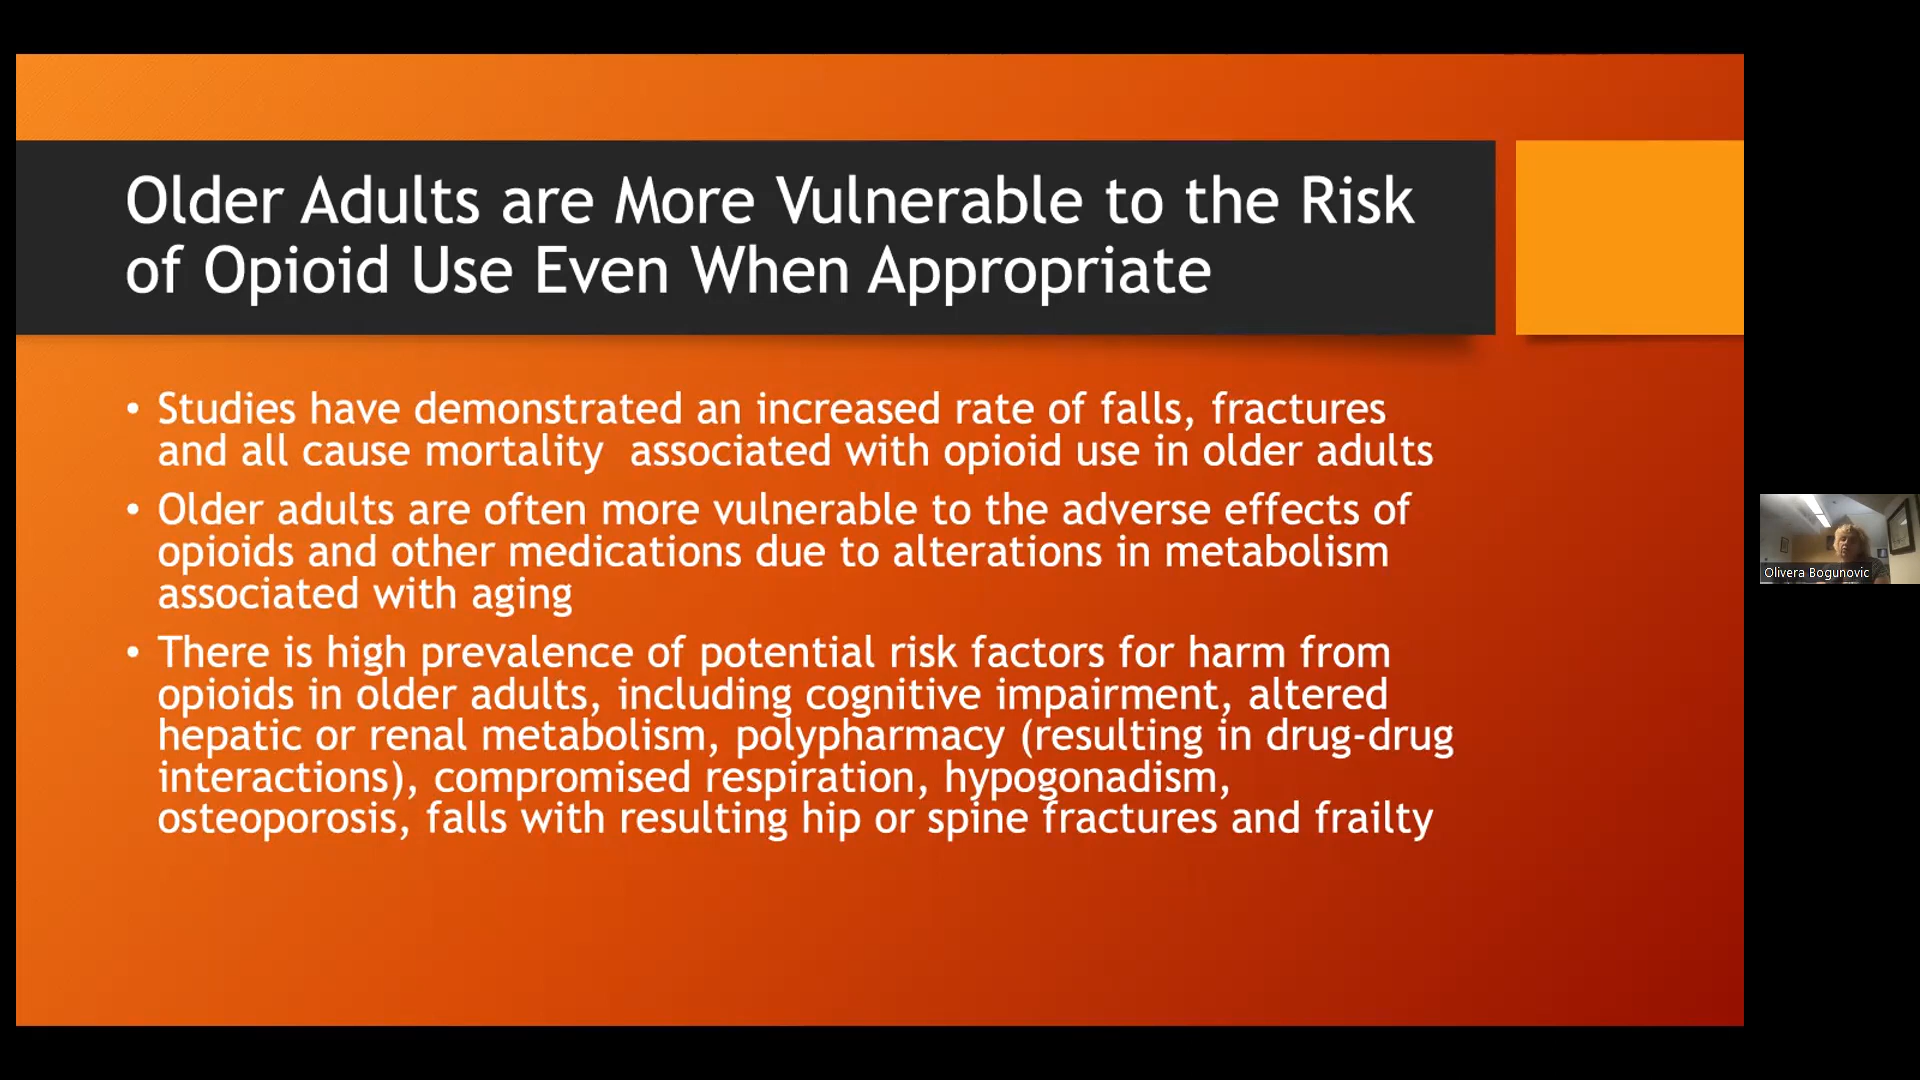 Older Adults are More Vulnerable to the Risk
of Opioid Use Even When Appropriate
• Studies have demonstrated an increased rate of falls, fractures
and all cause mortality  associated with opioid use in older adults
• Older adults are often more vulnerable to the adverse effects of
opioids and other medications due to alterations in metabolism
associated with aging
• There is high prevalence of potential risk factors for harm from
opioids in older adults, including cognitive impairment, altered
hepatic or renal metabolism, polypharmacy (resulting in drug-drug
interactions), compromised respiration, hypogonadism,
osteoporosis, falls with resulting hip or spine fractures and frailty
Olivera Bogunovic